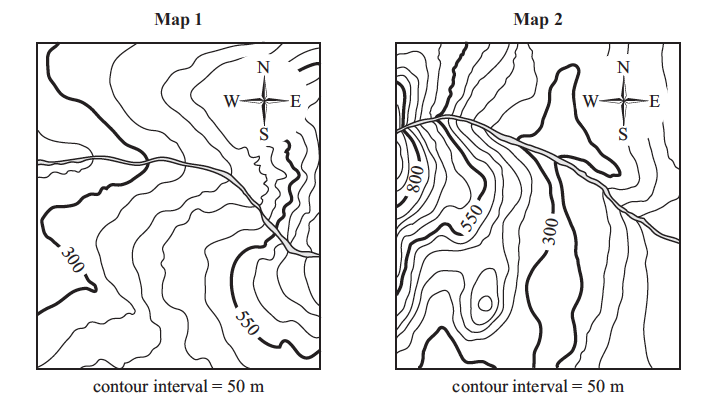 Map 1
N
W E
S
300
550
contour interval = 50 m
Map 2
N
W E
S
800
550
300
contour interval = 50 m